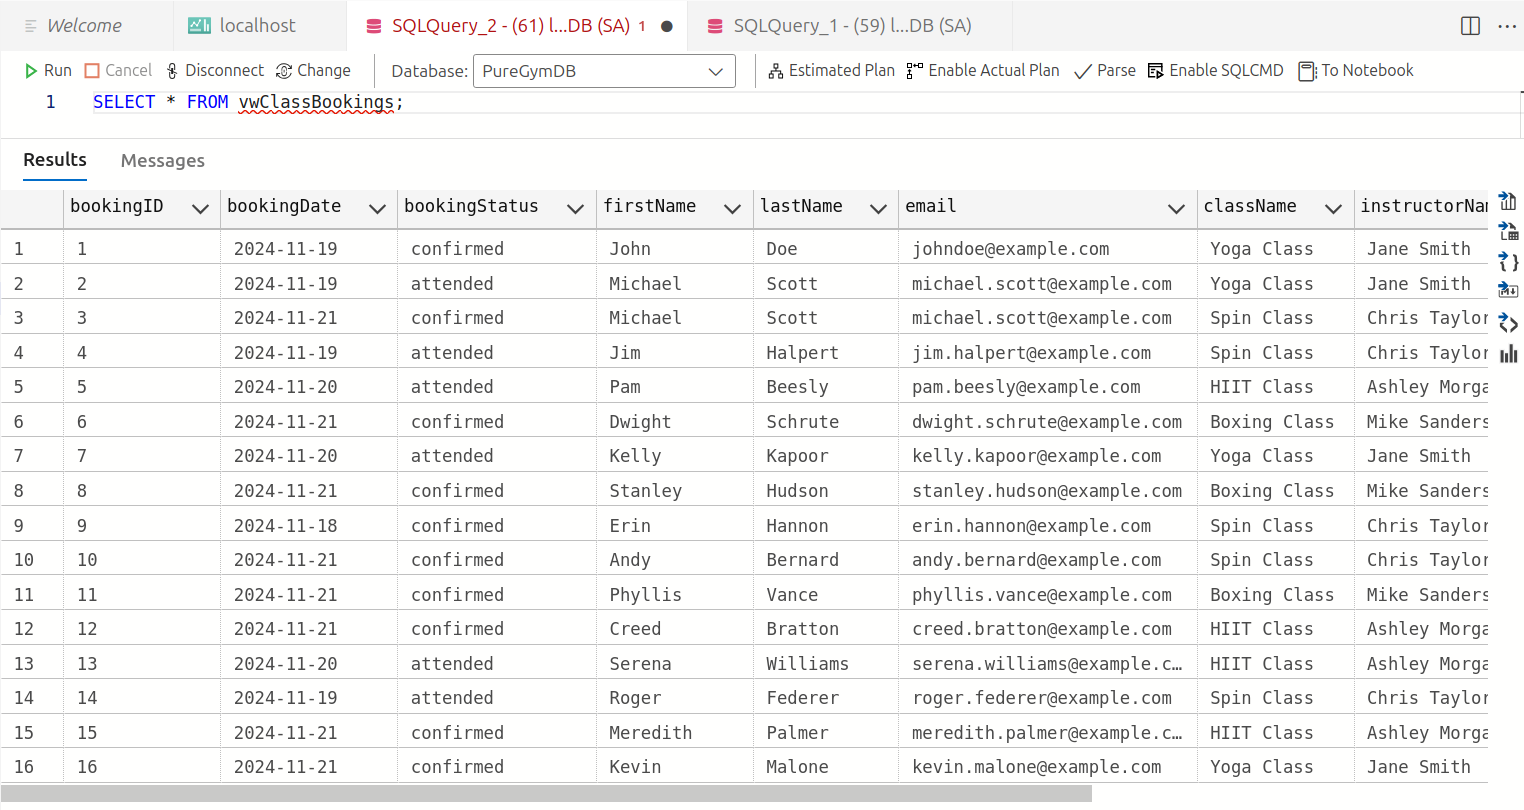 Welcome localhost SQLQuery_2 - (61) l...DB (SA) 1 SQLQuery_1 - (59) l...DB (SA)
Run Cancel Disconnect Change Database: PureGymDB Estimated Plan Enable Actual Plan Parse Enable SQLCMD To Notebook
1 SELECT * FROM vwClassBookings;
Results Messages
bookingID bookingDate bookingStatus firstName lastName email className instructorNam
1 1 2024-11-19 confirmed John Doe johndoe@example.com Yoga Class Jane Smith
2 2 2024-11-19 attended Michael Scott michael.scott@example.com Yoga Class Jane Smith
3 3 2024-11-21 confirmed Michael Scott michael.scott@example.com Spin Class Chris Taylor
4 4 2024-11-19 attended Jim Halpert jim.halpert@example.com Spin Class Chris Taylor
5 5 2024-11-20 attended Pam Beesly pam.beesly@example.com HIIT Class Ashley Morga
6 6 2024-11-21 confirmed Dwight Schrute dwight.schrute@example.com Boxing Class Mike Sanders
7 7 2024-11-20 attended Kelly Kapoor kelly.kapoor@example.com Yoga Class Jane Smith
8 8 2024-11-21 confirmed Stanley Hudson stanley.hudson@example.com Boxing Class Mike Sanders
9 9 2024-11-18 confirmed Erin Hannon erin.hannon@example.com Spin Class Chris Taylor
10 10 2024-11-21 confirmed Andy Bernard andy.bernard@example.com Spin Class Chris Taylor
11 11 2024-11-21 confirmed Phyllis Vance phyllis.vance@example.com Boxing Class Mike Sanders
12 12 2024-11-21 confirmed Creed Bratton creed.bratton@example.com HIIT Class Ashley Morga
13 13 2024-11-20 attended Serena Williams serena.williams@example.c… HIIT Class Ashley Morga
14 14 2024-11-19 attended Roger Federer roger.federer@example.com Spin Class Chris Taylor
15 15 2024-11-21 confirmed Meredith Palmer meredith.palmer@example.c… HIIT Class Ashley Morga
16 16 2024-11-21 confirmed Kevin Malone kevin.malone@example.com Yoga Class Jane Smith